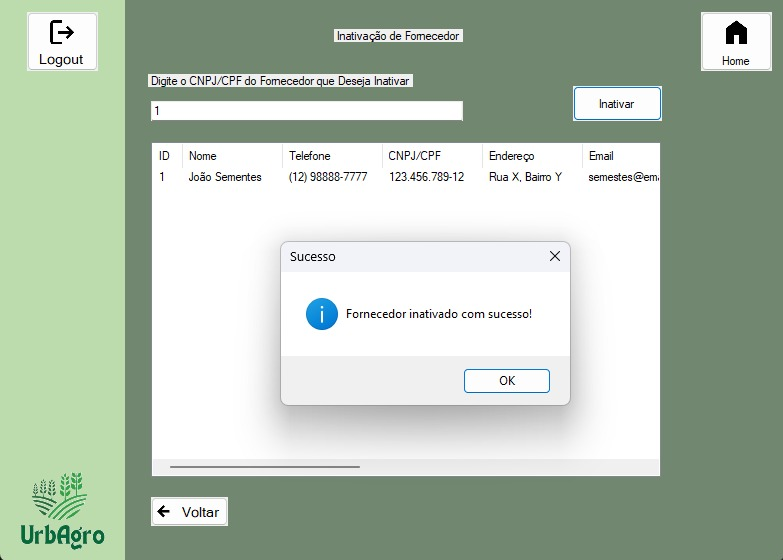 Logout
Inativação de Fornecedor
Home
Digite o CNPJ/CPF do Fornecedor que Deseja Inativar
1
Inativar
ID Nome Telefone CNPJ/CPF Endereço Email
1 João Sementes (12) 98888-7777 123.456.789-12 Rua X, Bairro Y semestes@ema
Sucesso
Fornecedor inativado com sucesso!
OK
Voltar
UrbAgro